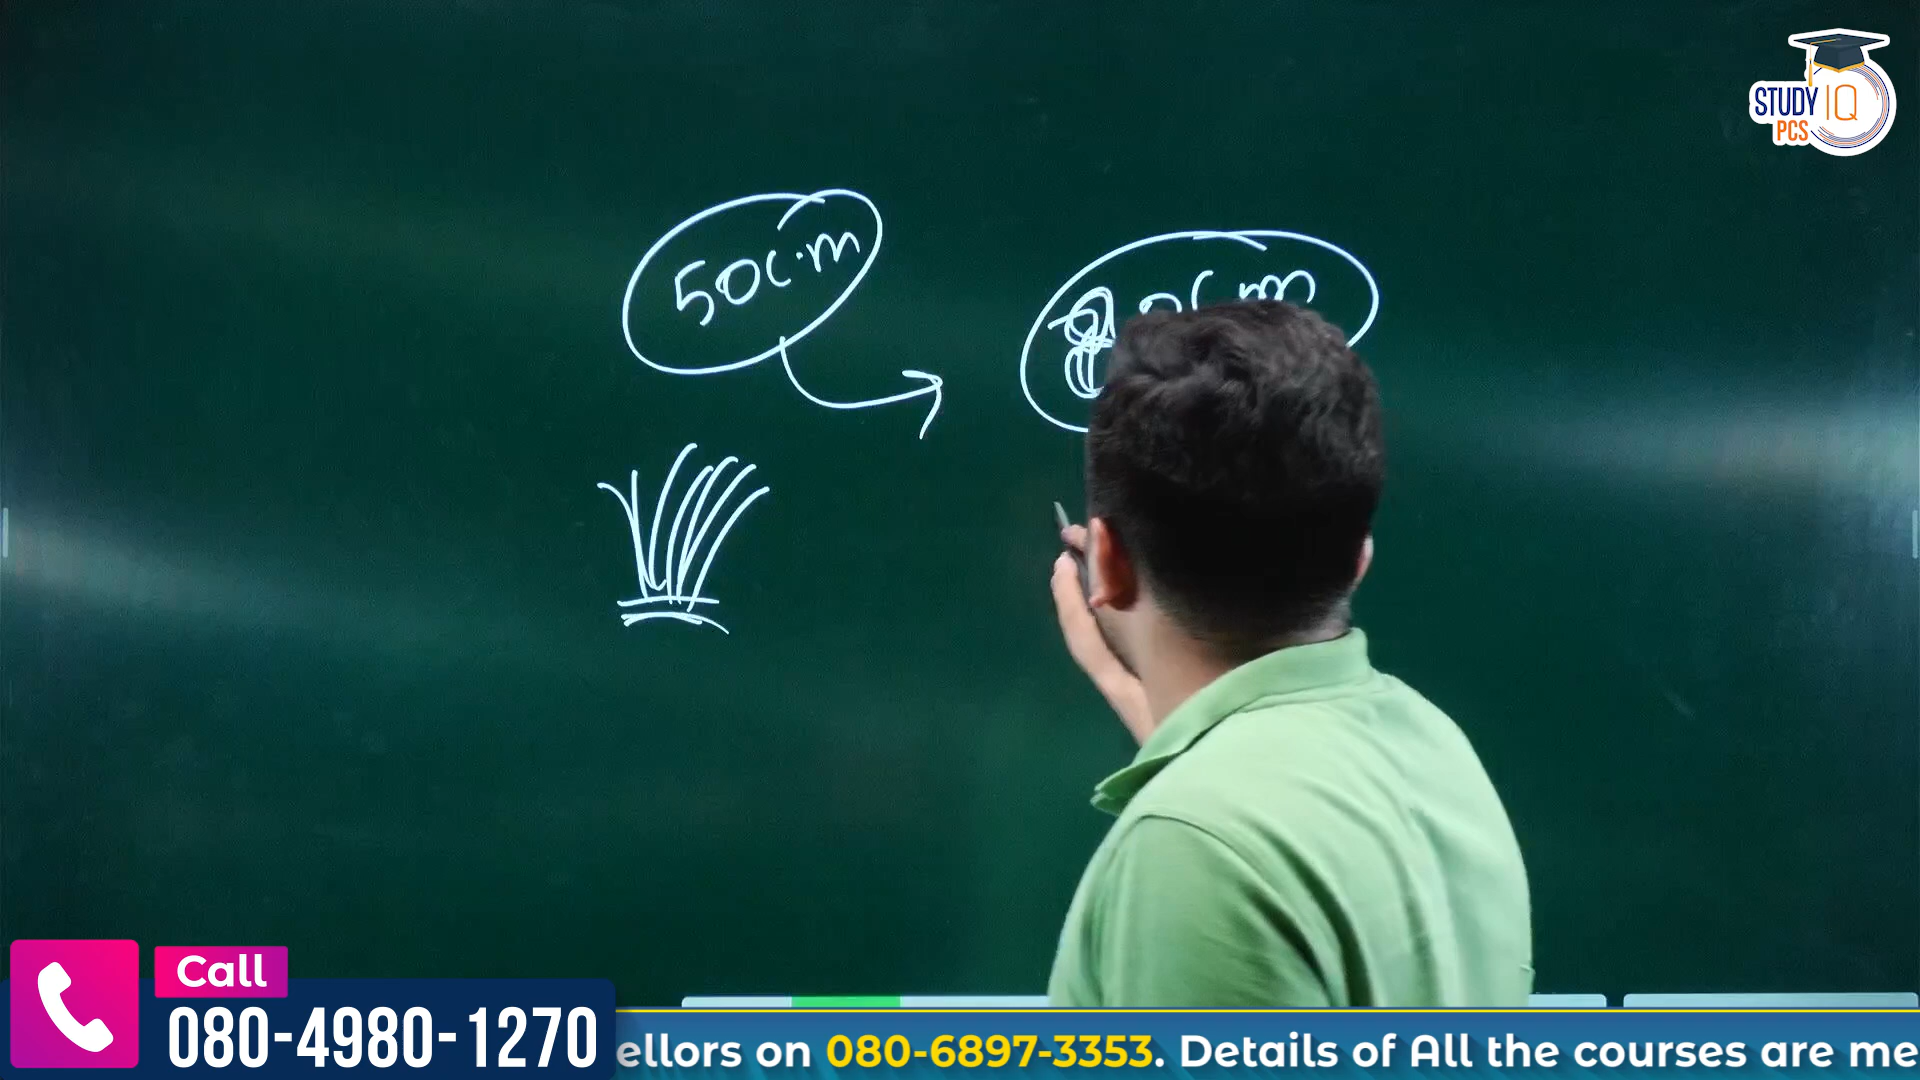 STUDY IQ
PCS
50c.m
cm
Call
080-4980-1270
ellors on 080-6897-3353. Details of All the courses are me